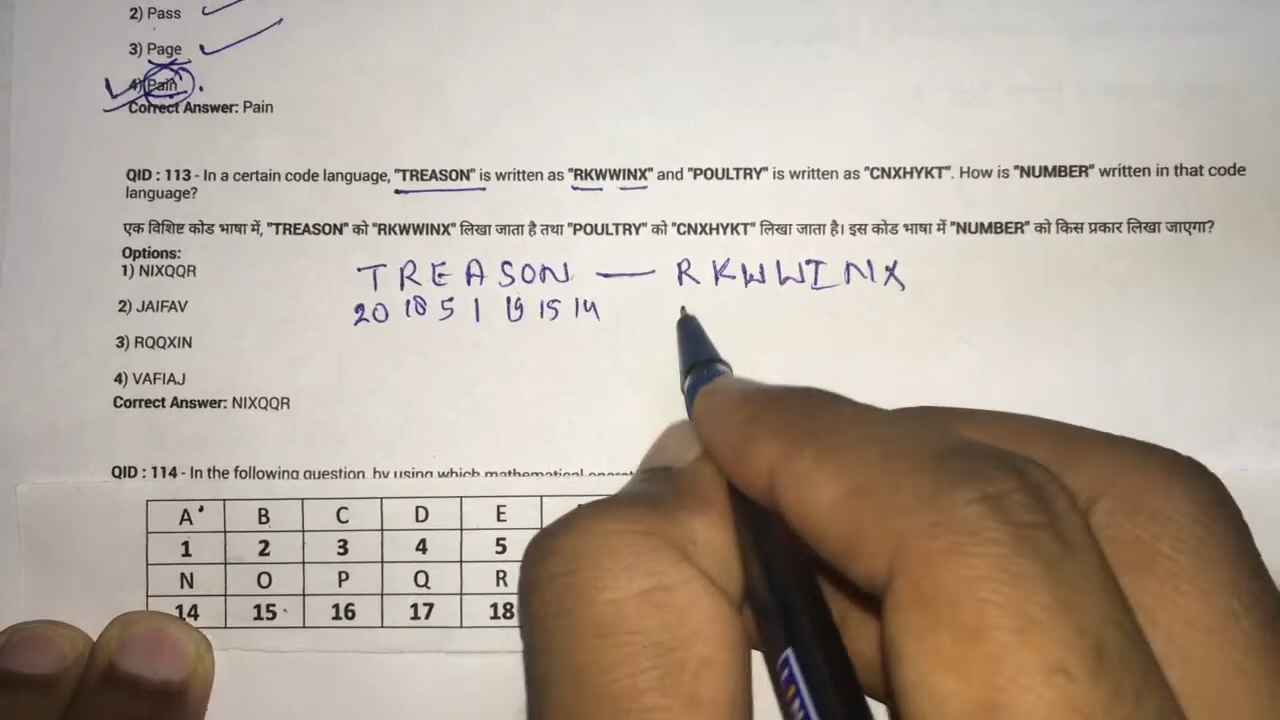 2) Pass
3) Page
4) Pain
Correct Answer: Pain
QID : 113 - In a certain code language, "TREASON" is written as "RKWWINX" and "POULTRY" is written as "CNXHYKT". How is "NUMBER" written in that code
language?
एक विशिष्ट कोड भाषा में, "TREASON" को "RKWWINX" लिखा जाता है तथा "POULTRY" को "CNXHYKT" लिखा जाता है। इस कोड भाषा में "NUMBER" को किस प्रकार लिखा जाएगा?
Options:
1) NIXQQR
TREASON — RKWWINX
20 18 5 1 19 15 14
2) JAIFAV
3) RQQXIN
4) VAFIAJ
Correct Answer: NIXQQR
QID : 114 - In the following question, by using which mathematical
A B C D E
1 2 3 4 5
N O P Q R
14 15 16 17 18